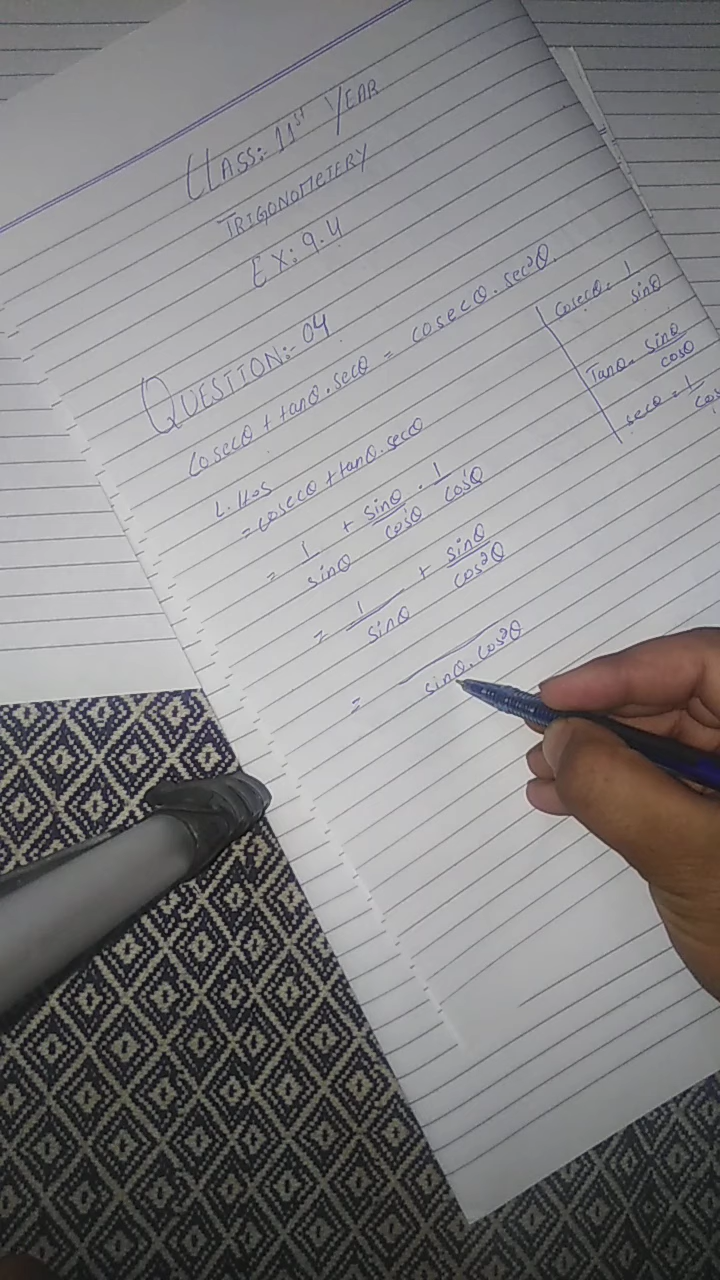 CLASS:- 11st YEAR
TRIGONOMETERY
EX: 9.4
QUESTION:- 04
cosecθ + tanθ . secθ = cosecθ . sec²θ.
L.H.S
= cosecθ + tanθ . secθ
= 1/sinθ + sinθ/cosθ . 1/cosθ
= 1/sinθ + sinθ/cos²θ
= /sinθ . cos²θ
cosecθ = 1/sinθ
Tanθ = sinθ/cosθ
secθ = 1/cos